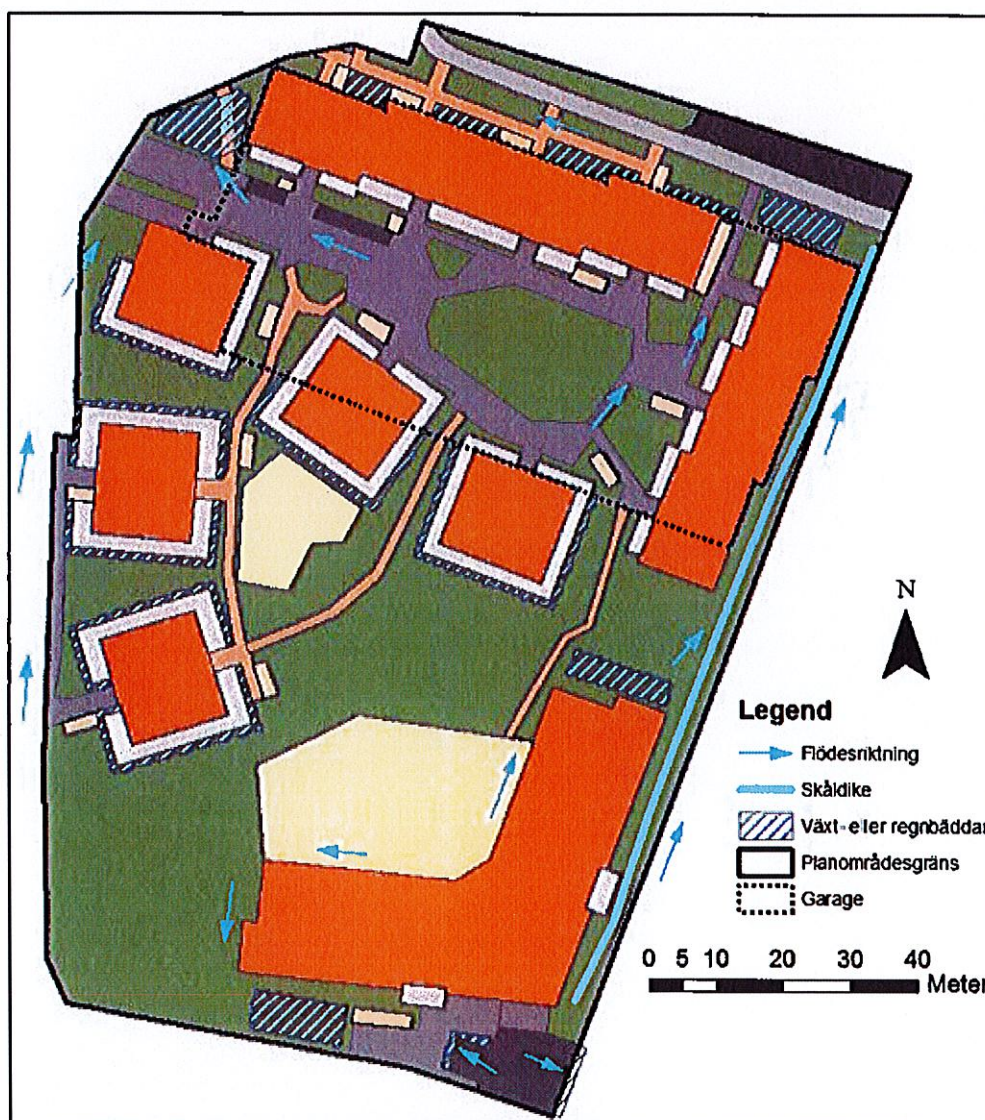 N
Legend
Flödesriktning
Skåldike
Växt-eller regnbäddar
Planområdesgräns
Garage
0 5 10 20 30 40
Meter